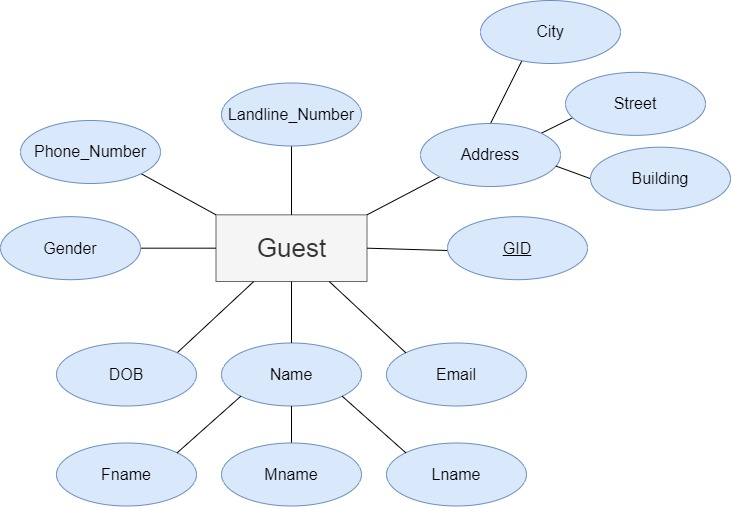 City
Street
Landline_Number
Phone_Number
Address
Building
Gender
Guest
GID
DOB
Name
Email
Fname
Mname
Lname